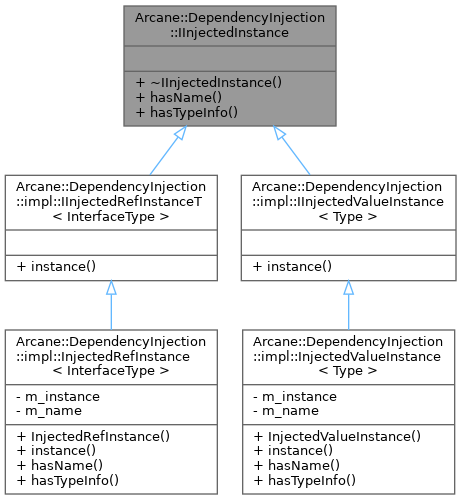 Arcane::DependencyInjection
::IInjectedInstance
+ ~IInjectedInstance()
+ hasName()
+ hasTypeInfo()
Arcane::DependencyInjection
::impl::IInjectedRefInstanceT
< InterfaceType >
+ instance()
Arcane::DependencyInjection
::impl::IInjectedValueInstance
< Type >
+ instance()
Arcane::DependencyInjection
::impl::InjectedRefInstance
< InterfaceType >
- m_instance
- m_name
+ InjectedRefInstance()
+ instance()
+ hasName()
+ hasTypeInfo()
Arcane::DependencyInjection
::impl::InjectedValueInstance
< Type >
- m_instance
- m_name
+ InjectedValueInstance()
+ instance()
+ hasName()
+ hasTypeInfo()